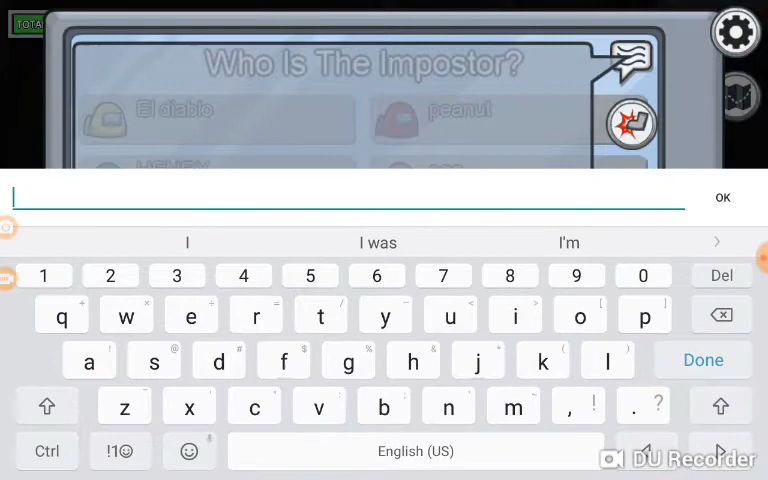 TOTA
Who Is The Impostor?
El diablo
peanut
OK
I
I was
I'm
1 2 3 4 5 6 7 8 9 0 Del
q w e r t y u i o p
a s d f g h j k l Done
z x c v b n m , ! . ?
Ctrl
!1☺
English (US)
DU Recorder